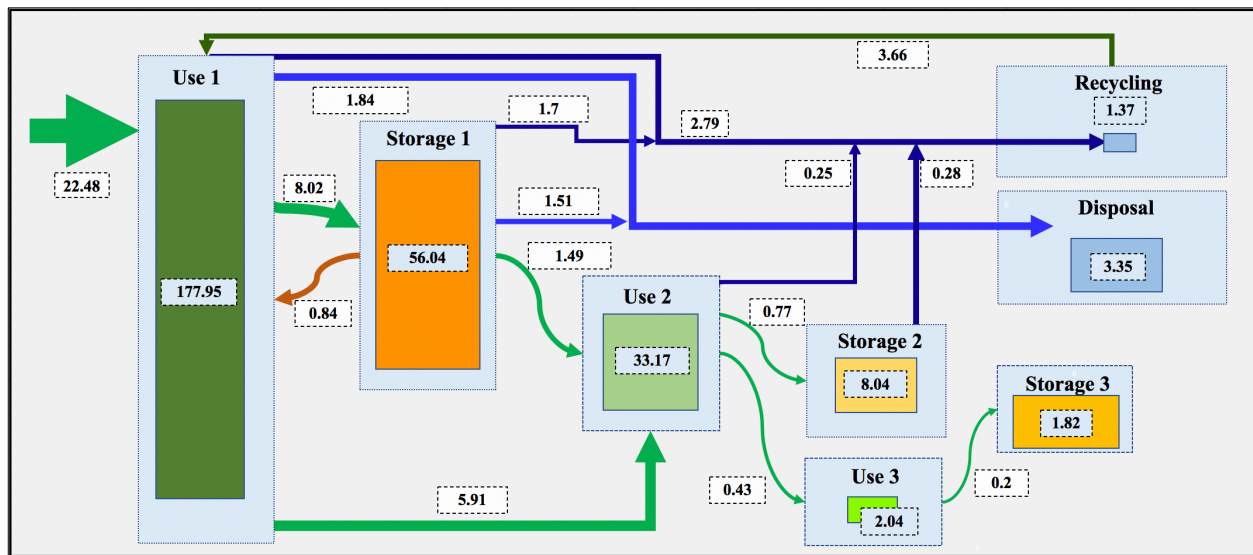 3.66
Use 1
Recycling
1.84
1.7
2.79
1.37
Storage 1
22.48
8.02
0.25
0.28
1.51
Disposal
1.49
56.04
3.35
177.95
0.84
Use 2
0.77
Storage 2
33.17
8.04
Storage 3
1.82
5.91
0.43
Use 3
0.2
2.04